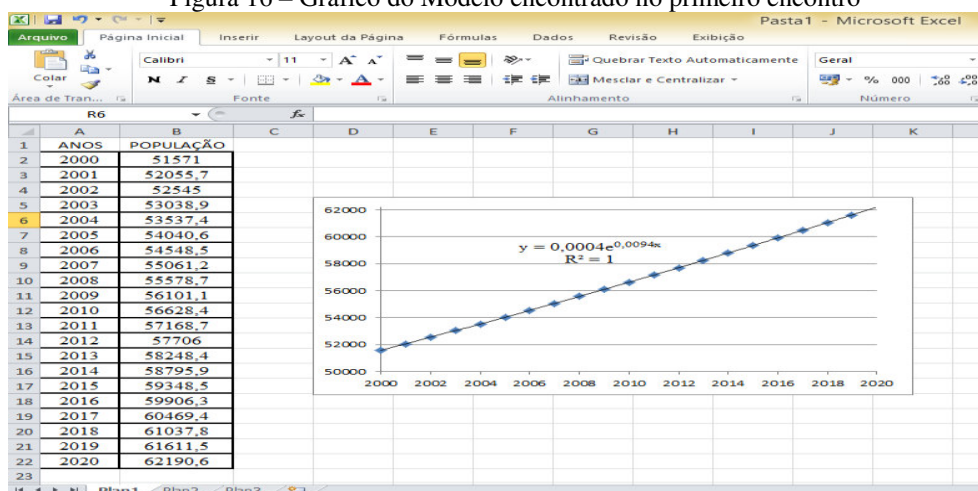 Figura 16 – Gráfico do Modelo encontrado no primeiro encontro
Pasta1 - Microsoft Excel
Arquivo Página Inicial Inserir Layout da Página Fórmulas Dados Revisão Exibição
Calibri 11 A A Quebrar Texto Automaticamente Geral
Colar N I S A Mesclar e Centralizar % 000
Área de Tran... Fonte Alinhamento Número
R6 fx
A B C D E F G H I J K
1 ANOS POPULAÇÃO
2 2000 51571
3 2001 52055,7
4 2002 52545
5 2003 53038,9
6 2004 53537,4
7 2005 54040,6
8 2006 54548,5
9 2007 55061,2
10 2008 55578,7
11 2009 56101,1
12 2010 56628,4
13 2011 57168,7
14 2012 57706
15 2013 58248,4
16 2014 58795,9
17 2015 59348,5
18 2016 59906,3
19 2017 60469,4
20 2018 61037,8
21 2019 61611,5
22 2020 62190,6
23
62000
60000
58000
56000
54000
52000
50000
y = 0,0004e^0,0094x
R² = 1
2000 2002 2004 2006 2008 2010 2012 2014 2016 2018 2020
Plan1 Plan2 Plan3